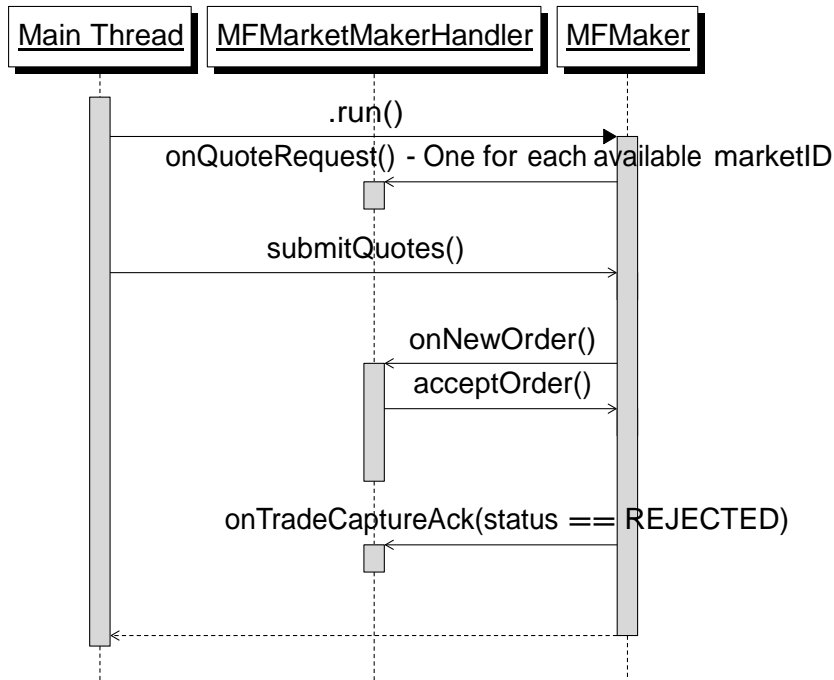 Main Thread
MFMarketMakerHandler
MFMaker
.run()
onQuoteRequest() - One for each available marketID
submitQuotes()
onNewOrder()
acceptOrder()
onTradeCaptureAck(status == REJECTED)